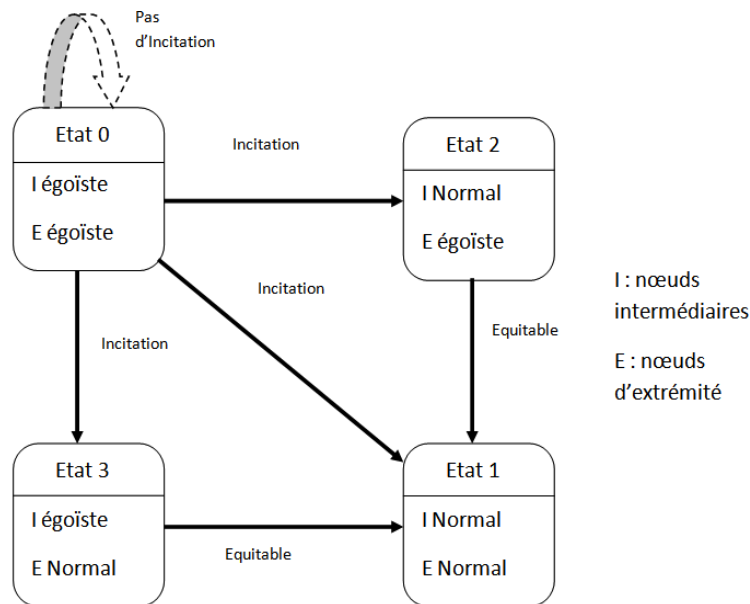 Pas
d'Incitation
Etat 0
I égoïste
E égoïste
Incitation
Etat 2
I Normal
E égoïste
Incitation
Incitation
Equitable
I : nœuds
intermédiaires
E : nœuds
d'extrémité
Etat 3
I égoïste
E Normal
Equitable
Etat 1
I Normal
E Normal